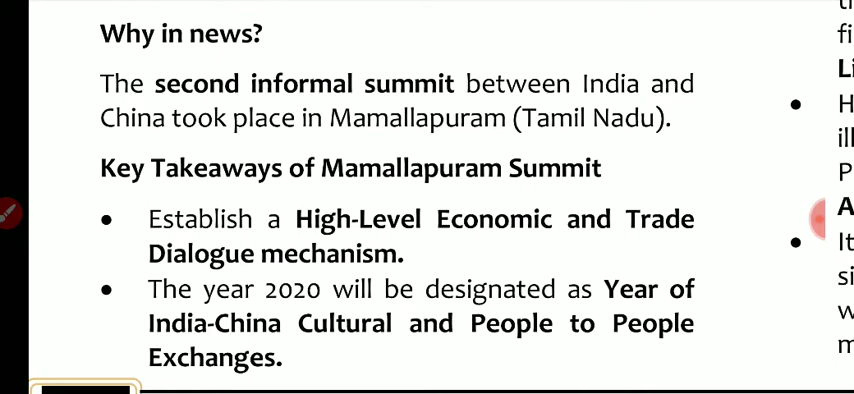 Why in news?
The second informal summit between India and
China took place in Mamallapuram (Tamil Nadu).
Key Takeaways of Mamallapuram Summit
• Establish a High-Level Economic and Trade
Dialogue mechanism.
• The year 2020 will be designated as Year of
India-China Cultural and People to People
Exchanges.